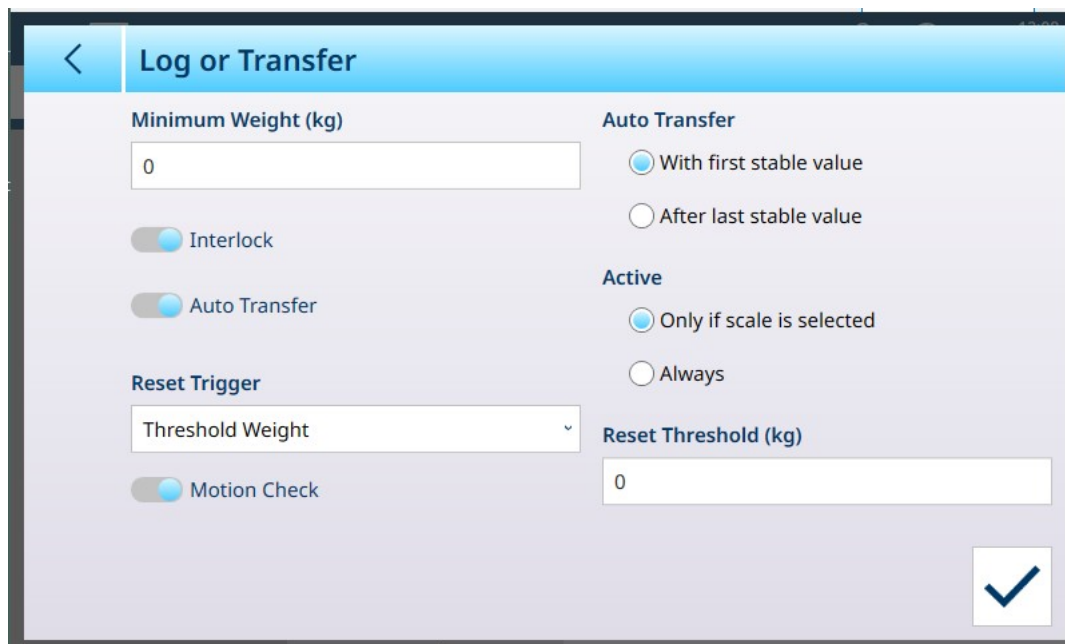 Log or Transfer
Minimum Weight (kg)
0
Interlock
Auto Transfer
Reset Trigger
Threshold Weight
Motion Check
Auto Transfer
With first stable value
After last stable value
Active
Only if scale is selected
Always
Reset Threshold (kg)
0